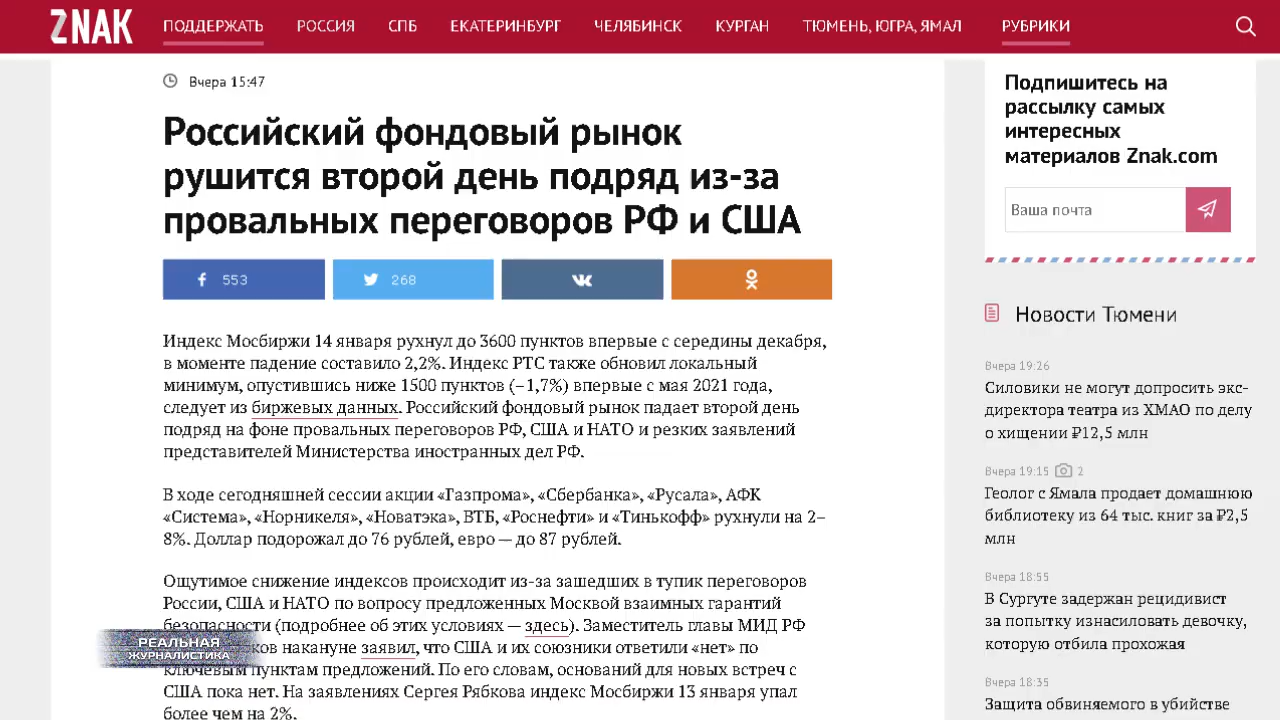 ZNAK ПОДДЕРЖАТЬ РОССИЯ СПБ ЕКАТЕРИНБУРГ ЧЕЛЯБИНСК КУРГАН ТЮМЕНЬ, ЮГРА, ЯМАЛ РУБРИКИ
Вчера 15:47
Российский фондовый рынок
рушится второй день подряд из-за
провальных переговоров РФ и США
553
268
Индекс Мосбиржи 14 января рухнул до 3600 пунктов впервые с середины декабря,
в моменте падение составило 2,2%. Индекс РТС также обновил локальный
минимум, опустившись ниже 1500 пунктов (–1,7%) впервые с мая 2021 года,
следует из биржевых данных. Российский фондовый рынок падает второй день
подряд на фоне провальных переговоров РФ, США и НАТО и резких заявлений
представителей Министерства иностранных дел РФ.
В ходе сегодняшней сессии акции «Газпрома», «Сбербанка», «Русала», АФК
«Система», «Норникеля», «Новатэка», ВТБ, «Роснефти» и «Тинькофф» рухнули на 2–
8%. Доллар подорожал до 76 рублей, евро — до 87 рублей.
Ощутимое снижение индексов происходит из-за зашедших в тупик переговоров
России, США и НАТО по вопросу предложенных Москвой взаимных гарантий
безопасности (подробнее об этих условиях — здесь). Заместитель главы МИД РФ
ков накануне заявил, что США и их союзники ответили «нет» по
ключевым пунктам предложений. По его словам, оснований для новых встреч с
США пока нет. На заявлениях Сергея Рябкова индекс Мосбиржи 13 января упал
более чем на 2%.
РЕАЛЬНАЯ
ЖУРНАЛИСТИКА
Подпишитесь на
рассылку самых
интересных
материалов Znak.com
Ваша почта
Новости Тюмени
Вчера 19:26
Силовики не могут допросить экс-
директора театра из ХМАО по делу
о хищении ₽12,5 млн
Вчера 19:15 2
Геолог с Ямала продает домашнюю
библиотеку из 64 тыс. книг за ₽2,5
млн
Вчера 18:55
В Сургуте задержан рецидивист
за попытку изнасиловать девочку,
которую отбила прохожая
Вчера 18:35
Защита обвиняемого в убийстве